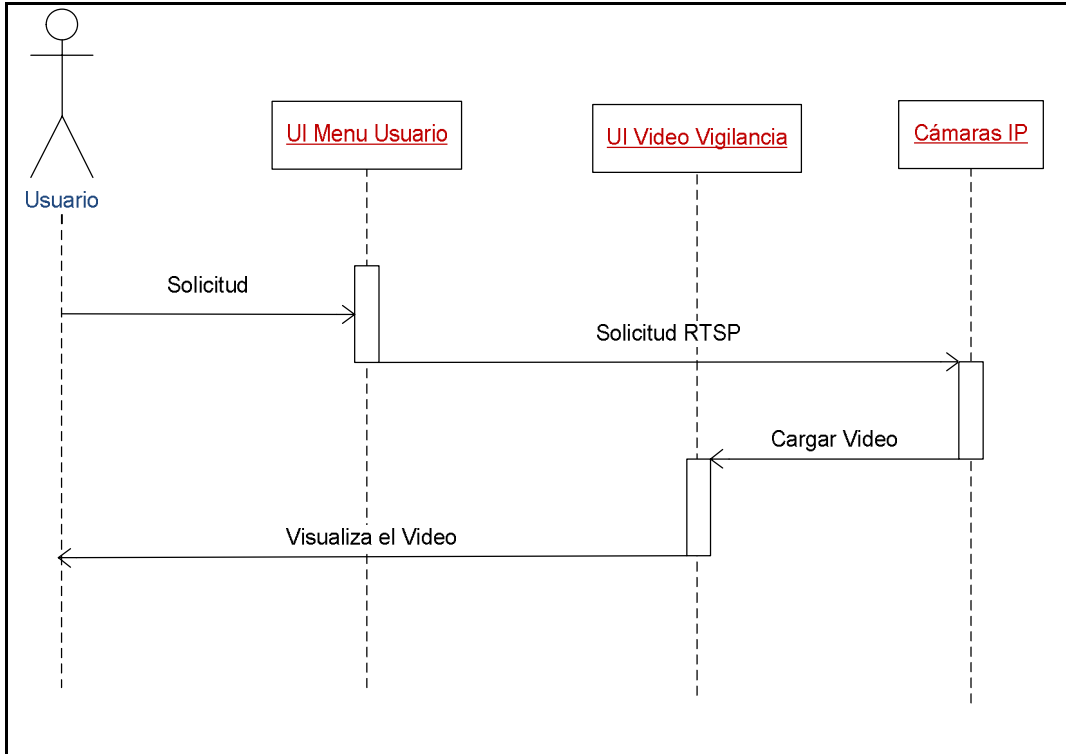 UI Menu Usuario
UI Video Vigilancia
Cámaras IP
Usuario
Solicitud
Solicitud RTSP
Cargar Video
Visualiza el Video